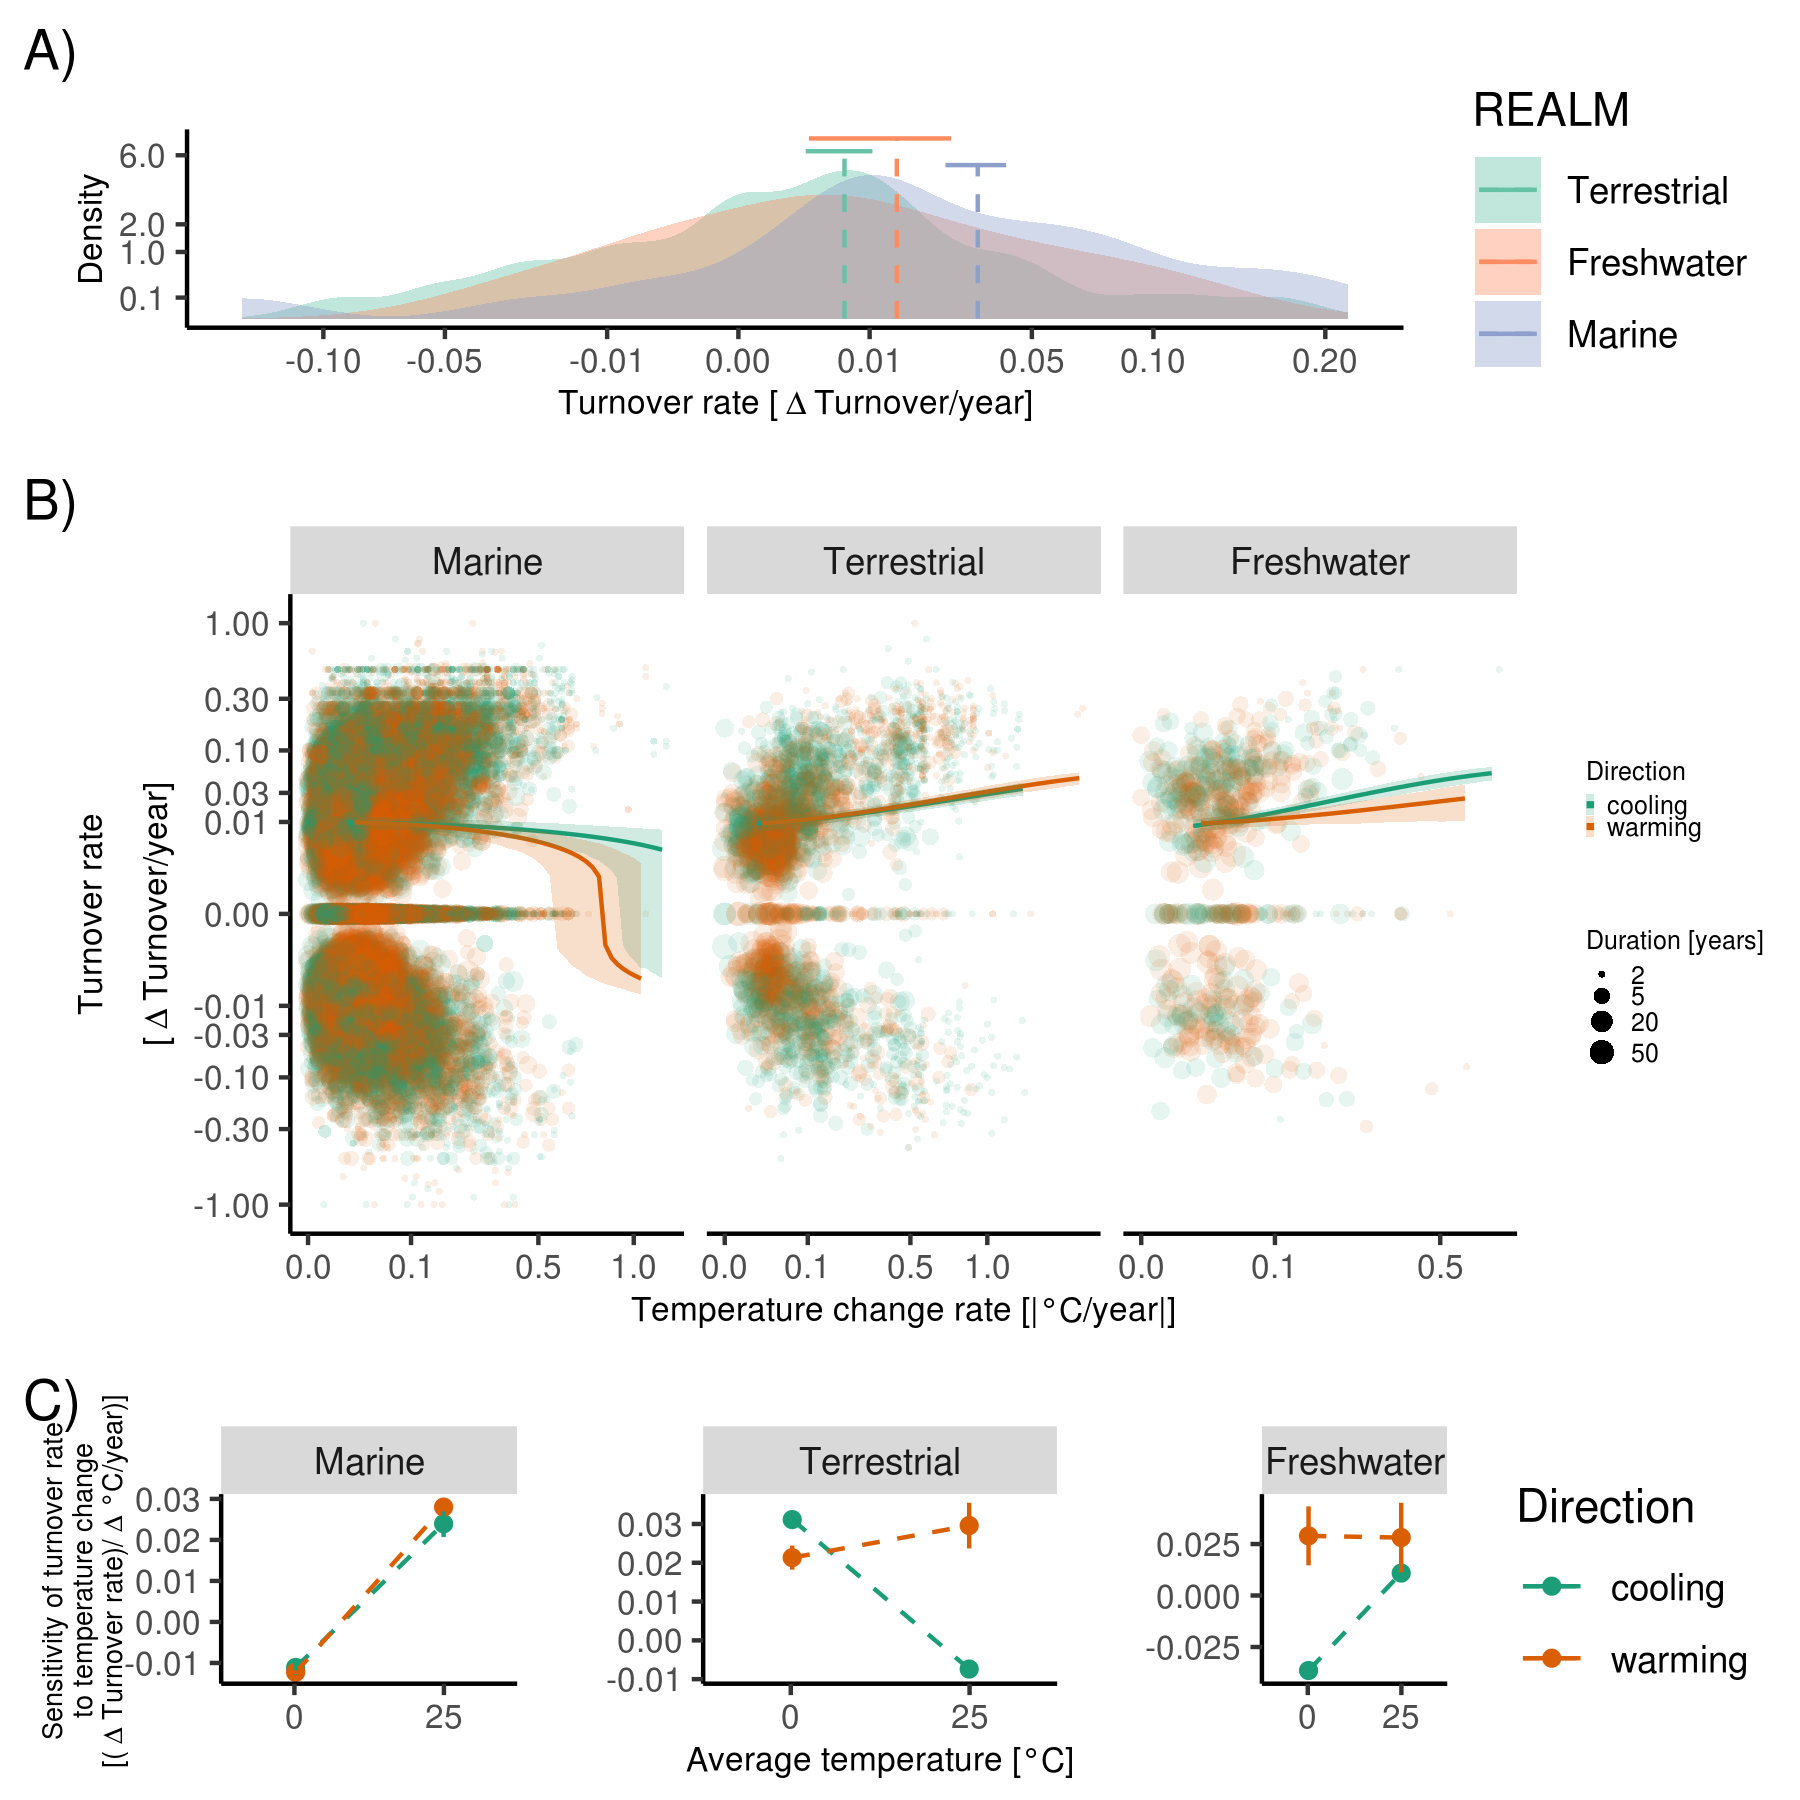 A)
Density
6.0
2.0
1.0
0.1
-0.10 -0.05 -0.01 0.00 0.01 0.05 0.10 0.20
Turnover rate [ Δ Turnover/year]
REALM
Terrestrial
Freshwater
Marine
B)
Marine Terrestrial Freshwater
Turnover rate
[ Δ Turnover/year]
1.00
0.30
0.10
0.03
0.01
0.00
-0.01
-0.03
-0.10
-0.30
-1.00
0.0 0.1 0.5 1.0 0.0 0.1 0.5 1.0 0.0 0.1 0.5
Temperature change rate [|°C/year|]
Direction
cooling
warming
Duration [years]
2
5
20
50
C)
Sensitivity of turnover rate
to temperature change
[(Δ Turnover rate)/ Δ °C/year)]
Marine Terrestrial Freshwater
0.03
0.02
0.01
0.00
-0.01
0 25
0.03
0.02
0.01
0.00
-0.01
0 25
0.025
0.000
-0.025
0 25
Average temperature [°C]
Direction
cooling
warming